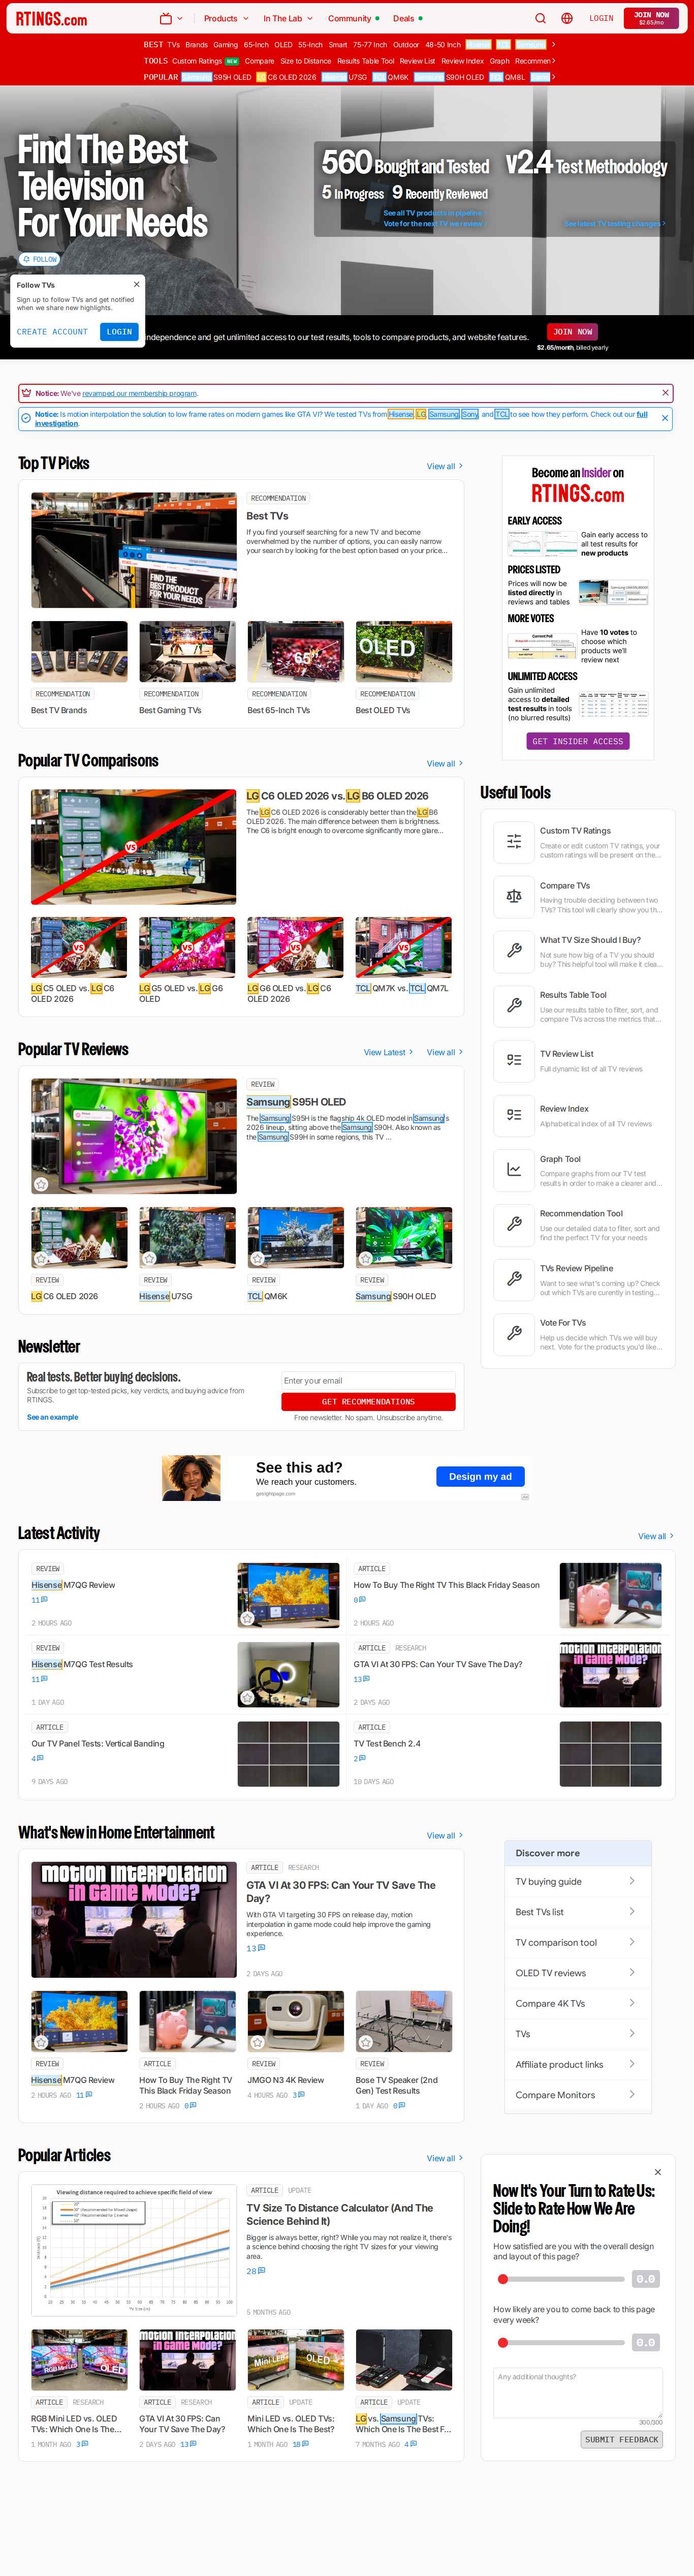 RTINGS.com
Products
In The Lab
Community
Deals
LOGIN
JOIN NOW
$2.65/mo
BEST TVs Brands Gaming 65-Inch OLED 55-Inch Smart 75-77 Inch Outdoor 48-50 Inch Hisense TCL Samsung
TOOLS Custom Ratings NEW Compare Size to Distance Results Table Tool Review List Review Index Graph Recommen
POPULAR Samsung S95H OLED LG C6 OLED 2026 Hisense U7SG TCL QM6K Samsung S90H OLED TCL QM8L
Find The Best
Television
For Your Needs
560 Bought and Tested
v2.4 Test Methodology
5 In Progress 9 Recently Reviewed
See all TV products in pipeline
Vote for the next TV we review
See latest TV testing changes
FOLLOW
Follow TVs
Sign up to follow TVs and get notified
when we share new highlights.
CREATE ACCOUNT
LOGIN
independence and get unlimited access to our test results, tools to compare products, and website features.
JOIN NOW
$2.65/month, billed yearly
Notice: We've revamped our membership program.
Notice: Is motion interpolation the solution to low frame rates on modern games like GTA VI? We tested TVs from Hisense, LG, Samsung, Sony, and TCL to see how they perform. Check out our full
investigation.
Top TV Picks
View all
RECOMMENDATION
Best TVs
If you find yourself searching for a new TV and become
overwhelmed by the number of options, you can easily narrow
your search by looking for the best option based on your price...
FIND THE
BEST
PRODUCT
FOR YOUR
NEEDS
65"
OLED
RECOMMENDATION
Best TV Brands
RECOMMENDATION
Best Gaming TVs
RECOMMENDATION
Best 65-Inch TVs
RECOMMENDATION
Best OLED TVs
Become an Insider on
RTINGS.com
EARLY ACCESS
Gain early access to
all test results for
new products
PRICES LISTED
Prices will now be
listed directly in
reviews and tables
MORE VOTES
Have 10 votes to
choose which
products we'll
review next
UNLIMITED ACCESS
Gain unlimited
access to detailed
test results in tools
(no blurred results)
GET INSIDER ACCESS
Popular TV Comparisons
View all
VS
LG C6 OLED 2026 vs. LG B6 OLED 2026
The LG C6 OLED 2026 is considerably better than the LG B6
OLED 2026. The main difference between them is brightness.
The C6 is bright enough to overcome significantly more glare...
VS
VS
VS
VS
LG C5 OLED vs. LG C6
OLED 2026
LG G5 OLED vs. LG G6
OLED
LG G6 OLED vs. LG C6
OLED 2026
TCL QM7K vs. TCL QM7L
Useful Tools
Custom TV Ratings
Create or edit custom TV ratings, your
custom ratings will be present on the...
Compare TVs
Having trouble deciding between two
TVs? This tool will clearly show you th...
What TV Size Should I Buy?
Not sure how big of a TV you should
buy? This helpful tool will make it clea...
Results Table Tool
Use our results table to filter, sort, and
compare TVs across the metrics that...
TV Review List
Full dynamic list of all TV reviews
Review Index
Alphabetical index of all TV reviews
Graph Tool
Compare graphs from our TV test
results in order to make a clearer and...
Recommendation Tool
Use our detailed data to filter, sort and
find the perfect TV for your needs
TVs Review Pipeline
Want to see what's coming up? Check
out which TVs are curently in testing...
Vote For TVs
Help us decide which TVs we will buy
next. Vote for the products you'd like...
Popular TV Reviews
View Latest
View all
REVIEW
Samsung S95H OLED
The Samsung S95H is the flagship 4k OLED model in Samsung's
2026 lineup, sitting above the Samsung S90H. Also known as
the Samsung S99H in some regions, this TV ...
REVIEW
LG C6 OLED 2026
REVIEW
Hisense U7SG
REVIEW
TCL QM6K
REVIEW
Samsung S90H OLED
Newsletter
Real tests. Better buying decisions.
Subscribe to get top-tested picks, key verdicts, and buying advice from
RTINGS.
See an example
Enter your email
GET RECOMMENDATIONS
Free newsletter. No spam. Unsubscribe anytime.
See this ad?
We reach your customers.
getrightpage.com
Design my ad
Ad
Latest Activity
View all
REVIEW
Hisense M7QG Review
11
2 HOURS AGO
ARTICLE
How To Buy The Right TV This Black Friday Season
0
2 HOURS AGO
REVIEW
Hisense M7QG Test Results
11
1 DAY AGO
ARTICLE RESEARCH
GTA VI At 30 FPS: Can Your TV Save The Day?
13
2 DAYS AGO
MOTION INTERPOLATION
IN GAME MODE?
ARTICLE
Our TV Panel Tests: Vertical Banding
4
9 DAYS AGO
ARTICLE
TV Test Bench 2.4
2
10 DAYS AGO
What's New in Home Entertainment
View all
MOTION INTERPOLATION
IN GAME MODE?
ARTICLE RESEARCH
GTA VI At 30 FPS: Can Your TV Save The
Day?
With GTA VI targeting 30 FPS on release day, motion
interpolation in game mode could help improve the gaming
experience.
13
2 DAYS AGO
REVIEW
Hisense M7QG Review
2 HOURS AGO 11
ARTICLE
How To Buy The Right TV
This Black Friday Season
2 HOURS AGO 0
REVIEW
JMGO N3 4K Review
4 HOURS AGO 3
REVIEW
Bose TV Speaker (2nd
Gen) Test Results
1 DAY AGO 0
Discover more
TV buying guide
Best TVs list
TV comparison tool
OLED TV reviews
Compare 4K TVs
TVs
Affiliate product links
Compare Monitors
Popular Articles
View all
Viewing distance required to achieve specific field of view
ARTICLE UPDATE
TV Size To Distance Calculator (And The
Science Behind It)
Bigger is always better, right? While you may not realize it, there's
a science behind choosing the right TV sizes for your viewing
area.
28
5 MONTHS AGO
RGB Mini LED
OLED
MOTION INTERPOLATION
IN GAME MODE?
Mini LED
OLED
ARTICLE RESEARCH
RGB Mini LED vs. OLED
TVs: Which One Is The...
1 MONTH AGO 3
ARTICLE RESEARCH
GTA VI At 30 FPS: Can
Your TV Save The Day?
2 DAYS AGO 13
ARTICLE UPDATE
Mini LED vs. OLED TVs:
Which One Is The Best?
1 MONTH AGO 18
ARTICLE UPDATE
LG vs. Samsung TVs:
Which One Is The Best F...
7 MONTHS AGO 4
Now It's Your Turn to Rate Us:
Slide to Rate How We Are
Doing!
How satisfied are you with the overall design
and layout of this page?
0.0
How likely are you to come back to this page
every week?
0.0
Any additional thoughts?
300/300
SUBMIT FEEDBACK